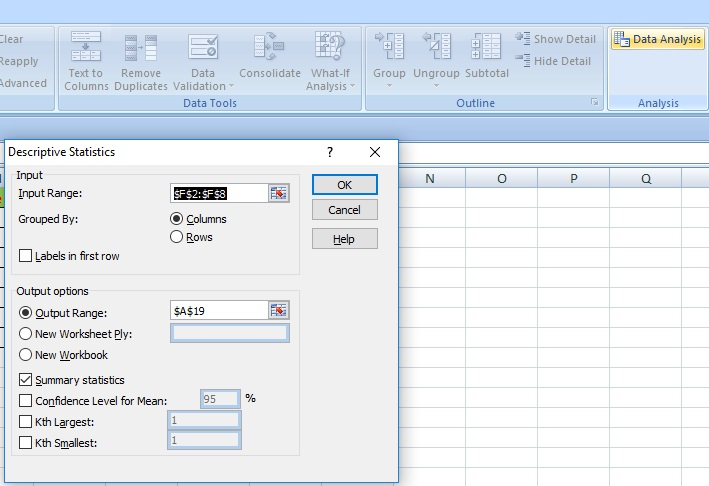 Clear
Reapply
Advanced
Text to Columns
Remove Duplicates
Data Validation
Consolidate
What-If Analysis
Data Tools
Group
Ungroup
Subtotal
Show Detail
Hide Detail
Outline
Data Analysis
Analysis
Descriptive Statistics
?
Input
Input Range: $F$2:$F$8
Grouped By: Columns
Rows
Labels in first row
OK
Cancel
Help
Output options
Output Range: $A$19
New Worksheet Ply:
New Workbook
Summary statistics
Confidence Level for Mean: 95 %
Kth Largest: 1
Kth Smallest: 1
N O P Q